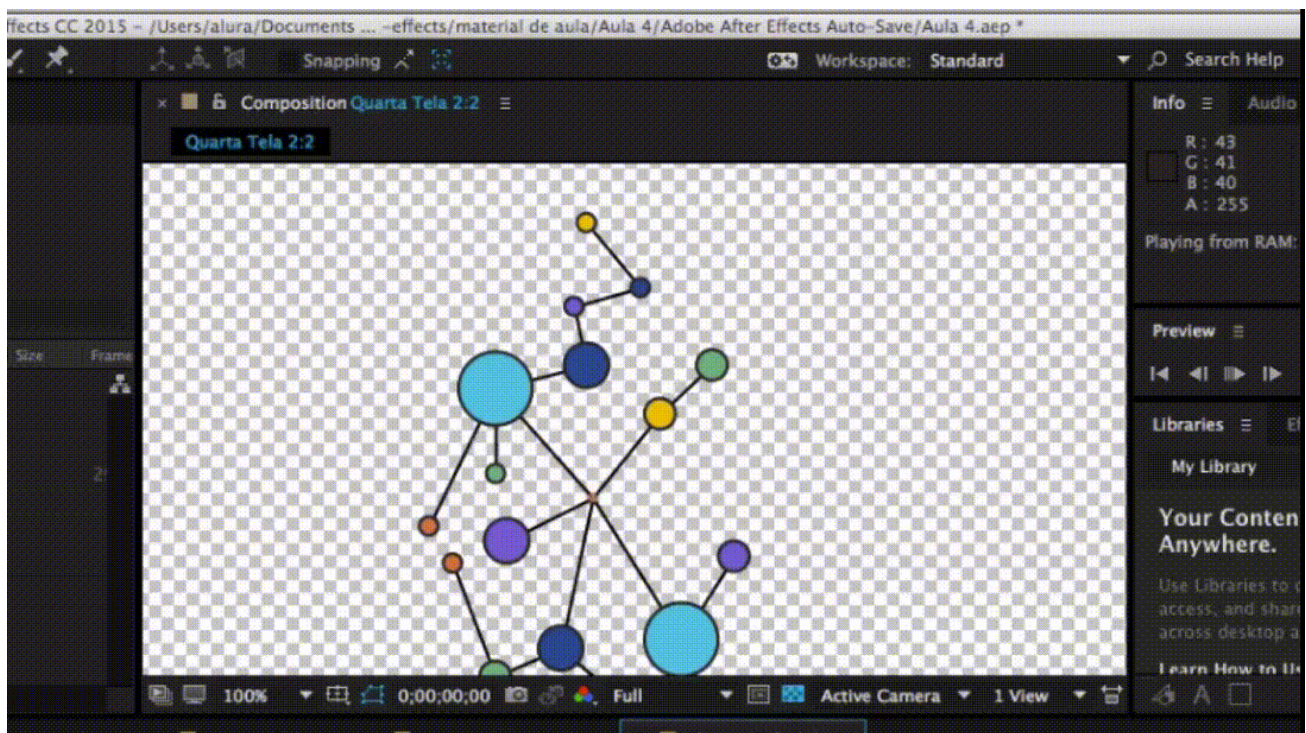 ffects CC 2015 – /Users/alura/Documents ... –effects/material de aula/Aula 4/Adobe After Effects Auto-Save/Aula 4.aep *
Snapping
Workspace: Standard
Search Help
Composition Quarta Tela 2:2
Info
Audio
Quarta Tela 2:2
R : 43
G : 41
B : 40
A : 255
Playing from RAM:
Preview
Size
Frame
Libraries
My Library
Your Conten
Anywhere.
Use Libraries to
access, and shar
across desktop a
Learn How to Us
100%
0;00;00;00
Full
Active Camera
1 View